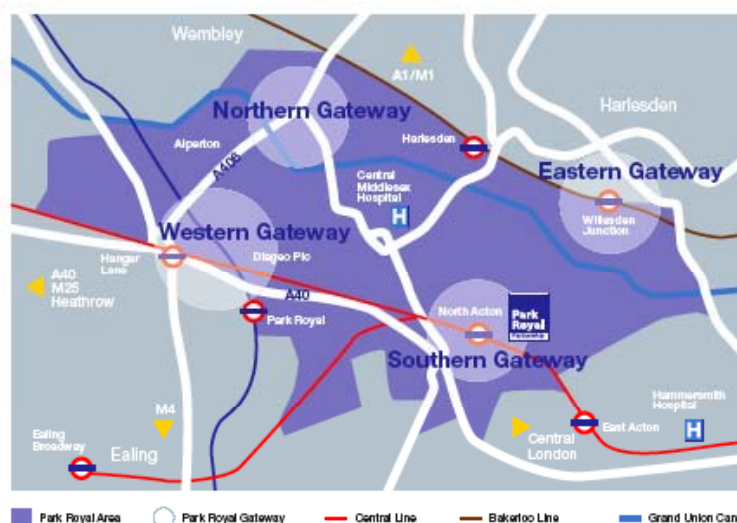 Wembley
A1/M1
Northern Gateway
Harlesden
Alperton
A406
Harlesden
Eastern Gateway
Central
Middlesex
Hospital
H
Willesden
Junction
Western Gateway
Hanger
Lane
Diageo Plc
A40
M25
Heathrow
A40
Park Royal
North Acton
Park
Royal
Southern Gateway
M4
Ealing
Broadway
Ealing
Central
London
East Acton
Hammersmith
Hospital
H
Park Royal Area
Park Royal Gateway
Central Line
Bakerloo Line
Grand Union Can